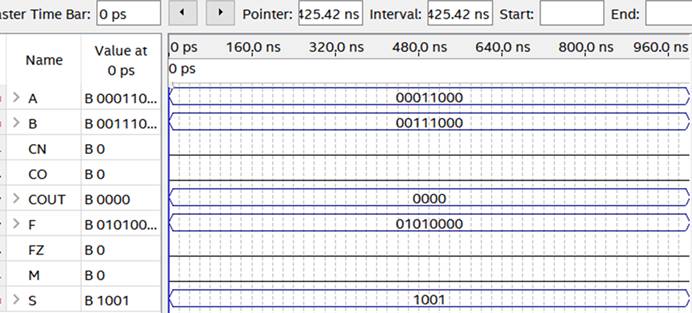 aster Time Bar: 0 ps Pointer: 425.42 ns Interval: 425.42 ns Start: End:
Name Value at 0 ps
0 ps 160,0 ns 320,0 ns 480,0 ns 640,0 ns 800,0 ns 960,0 ns
0 ps
A B 000110... 00011000
B B 001110... 00111000
CN B 0
CO B 0
COUT B 0000 0000
F B 010100... 01010000
FZ B 0
M B 0
S B 1001 1001